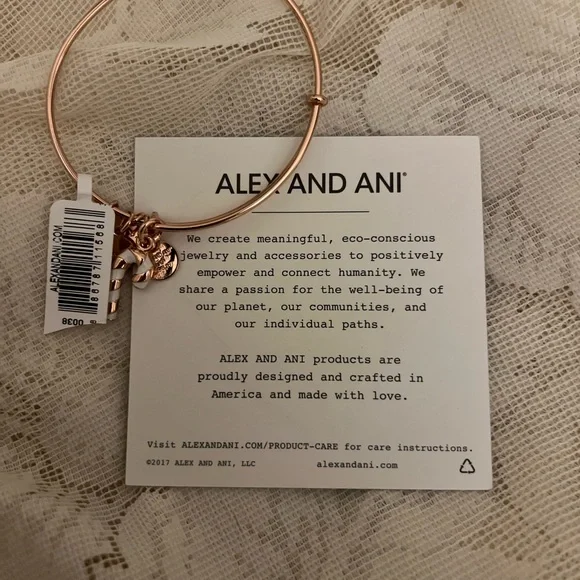 ALEX AND ANI®
We create meaningful, eco-conscious
jewelry and accessories to positively
empower and connect humanity. We
share a passion for the well-being of
our planet, our communities, and
our individual paths.
ALEX AND ANI products are
proudly designed and crafted in
America and made with love.
Visit ALEXANDANI.COM/PRODUCT-CARE for care instructions.
©2017 ALEX AND ANI, LLC
alexandani.com
ALEXANDANI.COM
0038